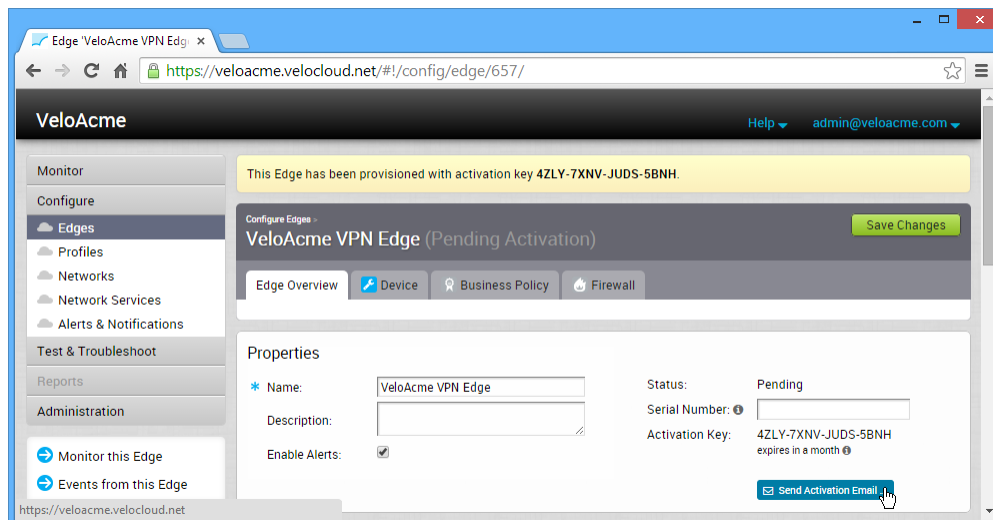 Edge 'VeloAcme VPN Edg
https://veloacme.velocloud.net/#!/config/edge/657/
VeloAcme
Help
admin@veloacme.com
Monitor
Configure
Edges
Profiles
Networks
Network Services
Alerts & Notifications
Test & Troubleshoot
Reports
Administration
Monitor this Edge
Events from this Edge
This Edge has been provisioned with activation key 4ZLY-7XNV-JUDS-5BNH.
Configure Edges »
VeloAcme VPN Edge (Pending Activation)
Save Changes
Edge Overview
Device
Business Policy
Firewall
Properties
* Name: VeloAcme VPN Edge
Description:
Enable Alerts:
Status: Pending
Serial Number:
Activation Key: 4ZLY-7XNV-JUDS-5BNH
expires in a month
Send Activation Email
https://veloacme.velocloud.net